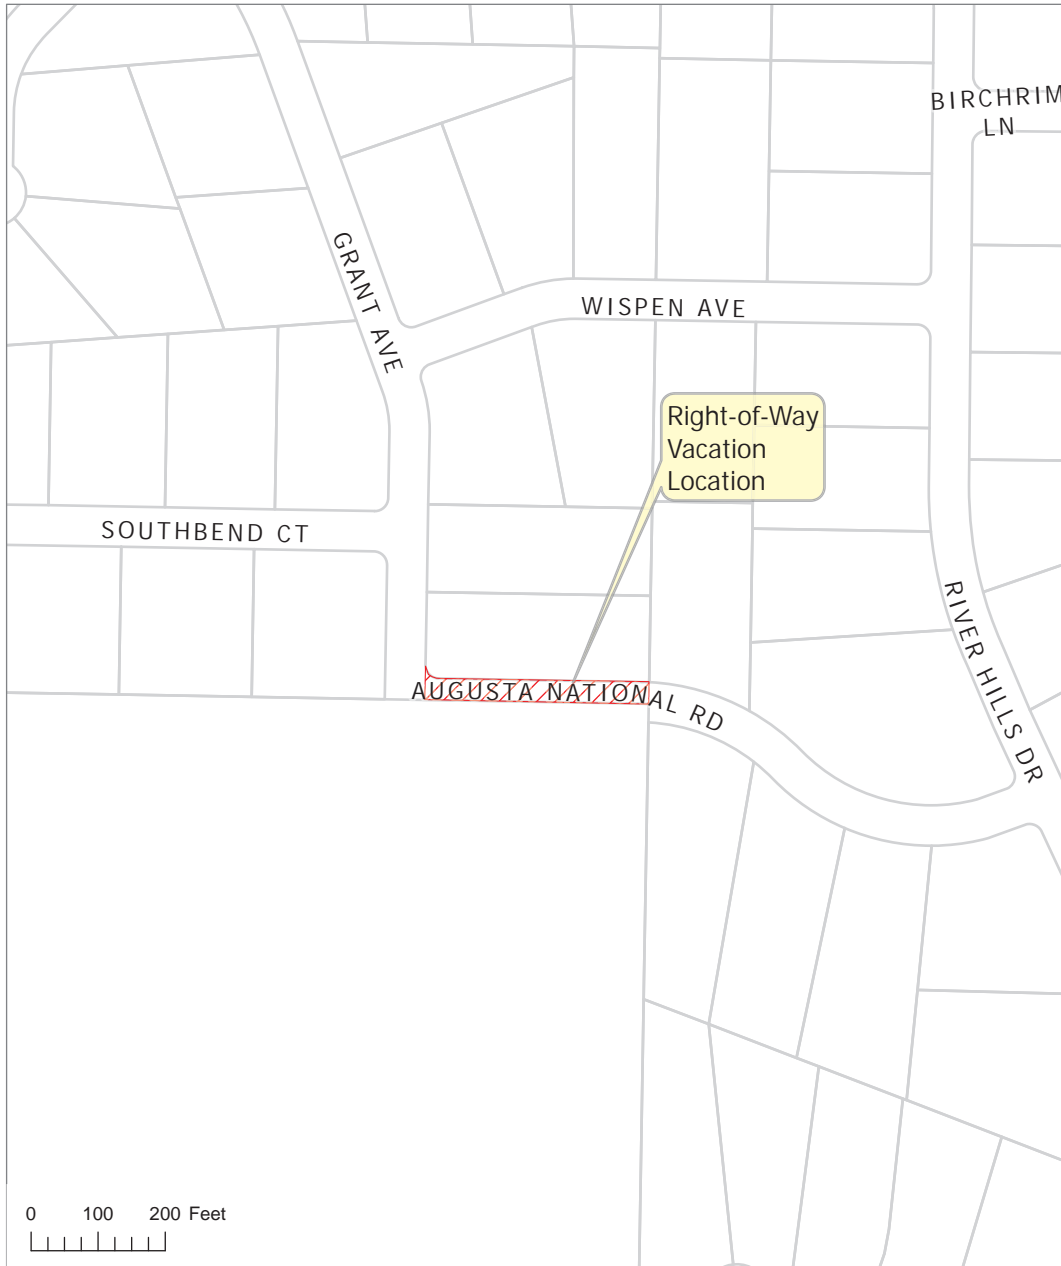 BIRCHRIM
LN
GRANT AVE
WISPEN AVE
Right-of-Way
Vacation
Location
SOUTHBEND CT
RIVER HILLS DR
AUGUSTA NATIONAL RD
0 100 200 Feet